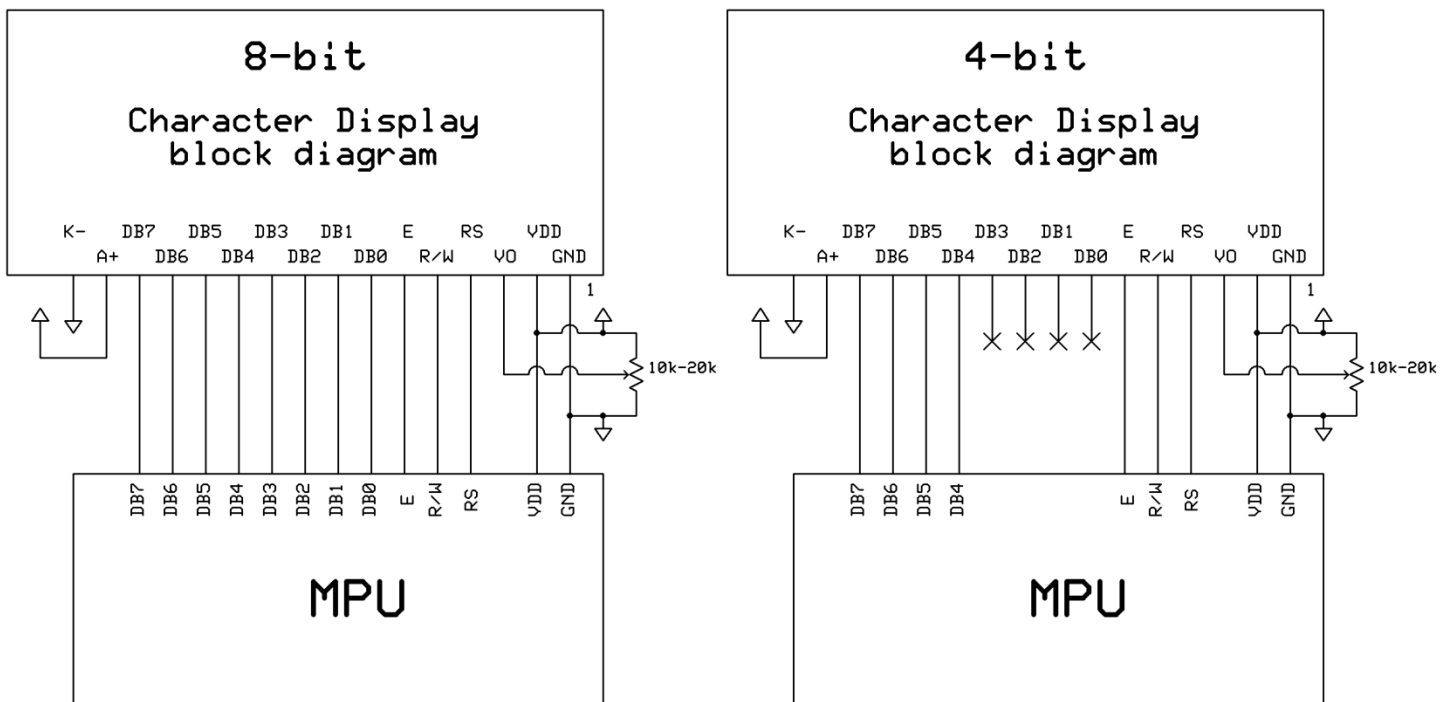 8-bit
Character Display
block diagram
K- DB7 DB5 DB3 DB1 E RS VDD
A+ DB6 DB4 DB2 DB0 R/W VO GND
1
10k-20k
DB7 DB6 DB5 DB4 DB3 DB2 DB1 DB0 E R/W RS VDD GND
MPU
4-bit
Character Display
block diagram
K- DB7 DB5 DB3 DB1 E RS VDD
A+ DB6 DB4 DB2 DB0 R/W VO GND
1
10k-20k
DB7 DB6 DB5 DB4 E R/W RS VDD GND
MPU